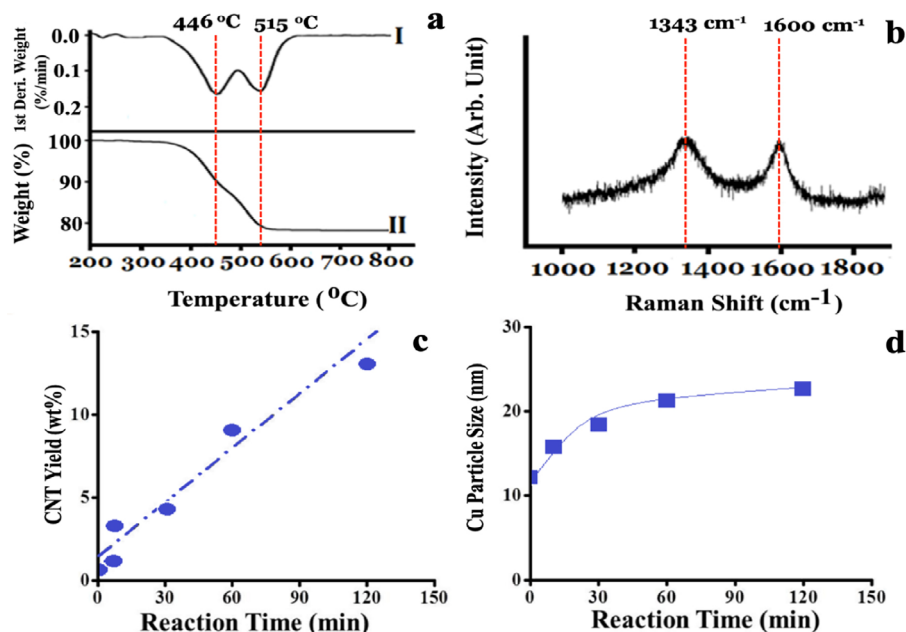 a
446 °C 515 °C
1st Deri. Weight
(%/min)
0.0
0.1
0.2
I
Weight (%)
100
90
80
II
200 300 400 500 600 700 800
Temperature (°C)
b
1343 cm⁻¹ 1600 cm⁻¹
Intensity (Arb. Unit)
1000 1200 1400 1600 1800
Raman Shift (cm⁻¹)
c
CNT Yield (wt%)
15
10
5
0
0 30 60 90 120 150
Reaction Time (min)
d
Cu Particle Size (nm)
30
20
10
0
0 30 60 90 120 150
Reaction Time (min)